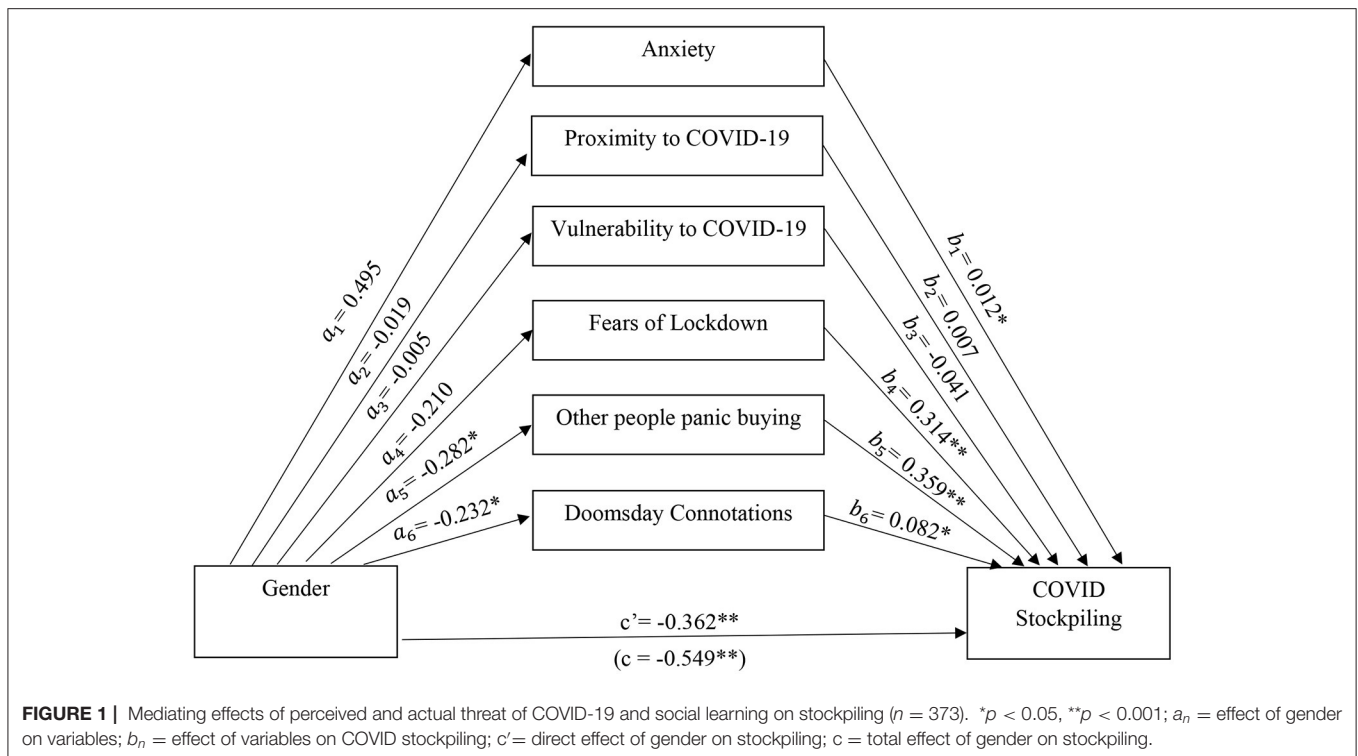 Anxiety
Proximity to COVID-19
Vulnerability to COVID-19
Fears of Lockdown
Other people panic buying
Doomsday Connotations
Gender
COVID
Stockpiling
a₁= 0.495
a₂= -0.019
a₃= -0.005
a₄= -0.210
a₅= -0.282*
a₆= -0.232*
b₁= 0.012*
b₂= 0.007
b₃= -0.041
b₄= 0.314**
b₅= 0.359**
b₆= 0.082*
c’= -0.362**
(c = -0.549**)
FIGURE 1 | Mediating effects of perceived and actual threat of COVID-19 and social learning on stockpiling (n = 373). *p < 0.05, **p < 0.001; aₙ = effect of gender
on variables; bₙ = effect of variables on COVID stockpiling; c’= direct effect of gender on stockpiling; c = total effect of gender on stockpiling.